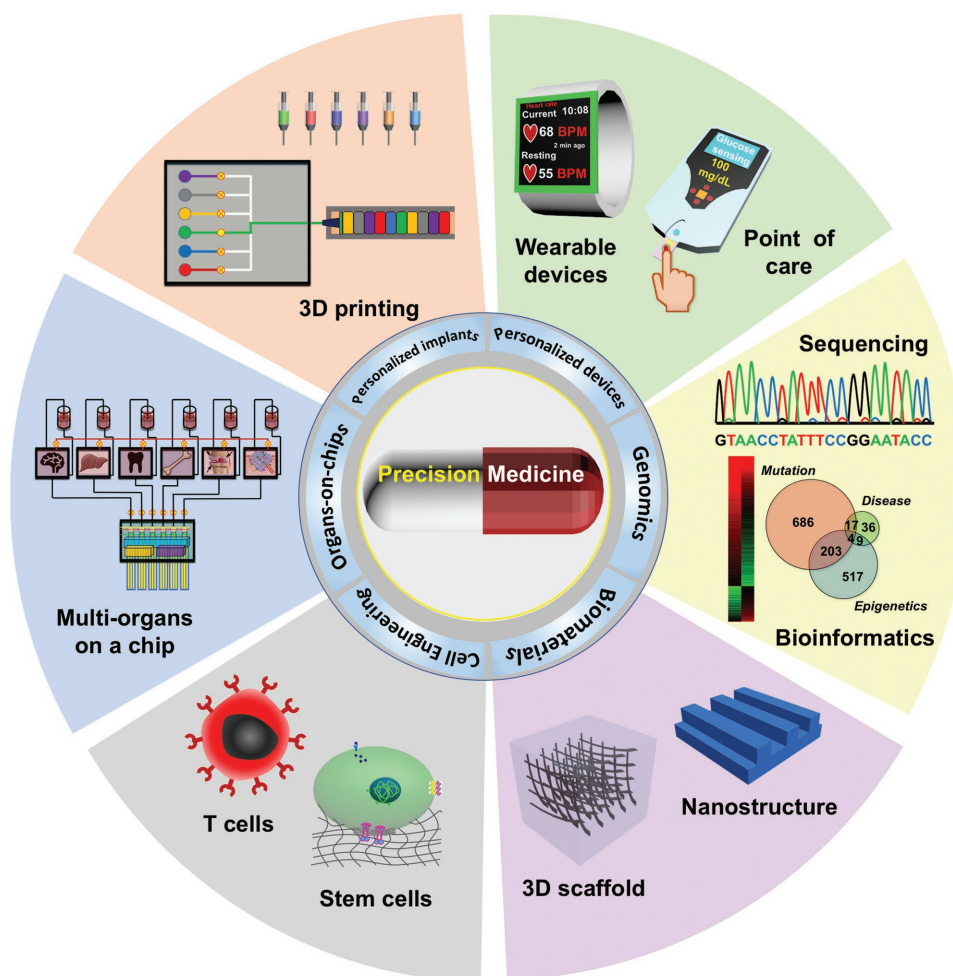 Heart rate
Current 10:08
68 BPM
2 min ago
Resting
55 BPM
Wearable
devices
Glucose
sensing
100
mg/dL
Point of
care
Sequencing
GTAACCTATTTCCGGAATACC
Mutation
Disease
686
17
36
4
9
203
517
Epigenetics
Bioinformatics
Nanostructure
3D scaffold
Stem cells
T cells
Multi-organs
on a chip
3D printing
Personalized implants
Personalized devices
Genomics
Biomaterials
Cell Engineering
Organs-on-chips
Precision Medicine